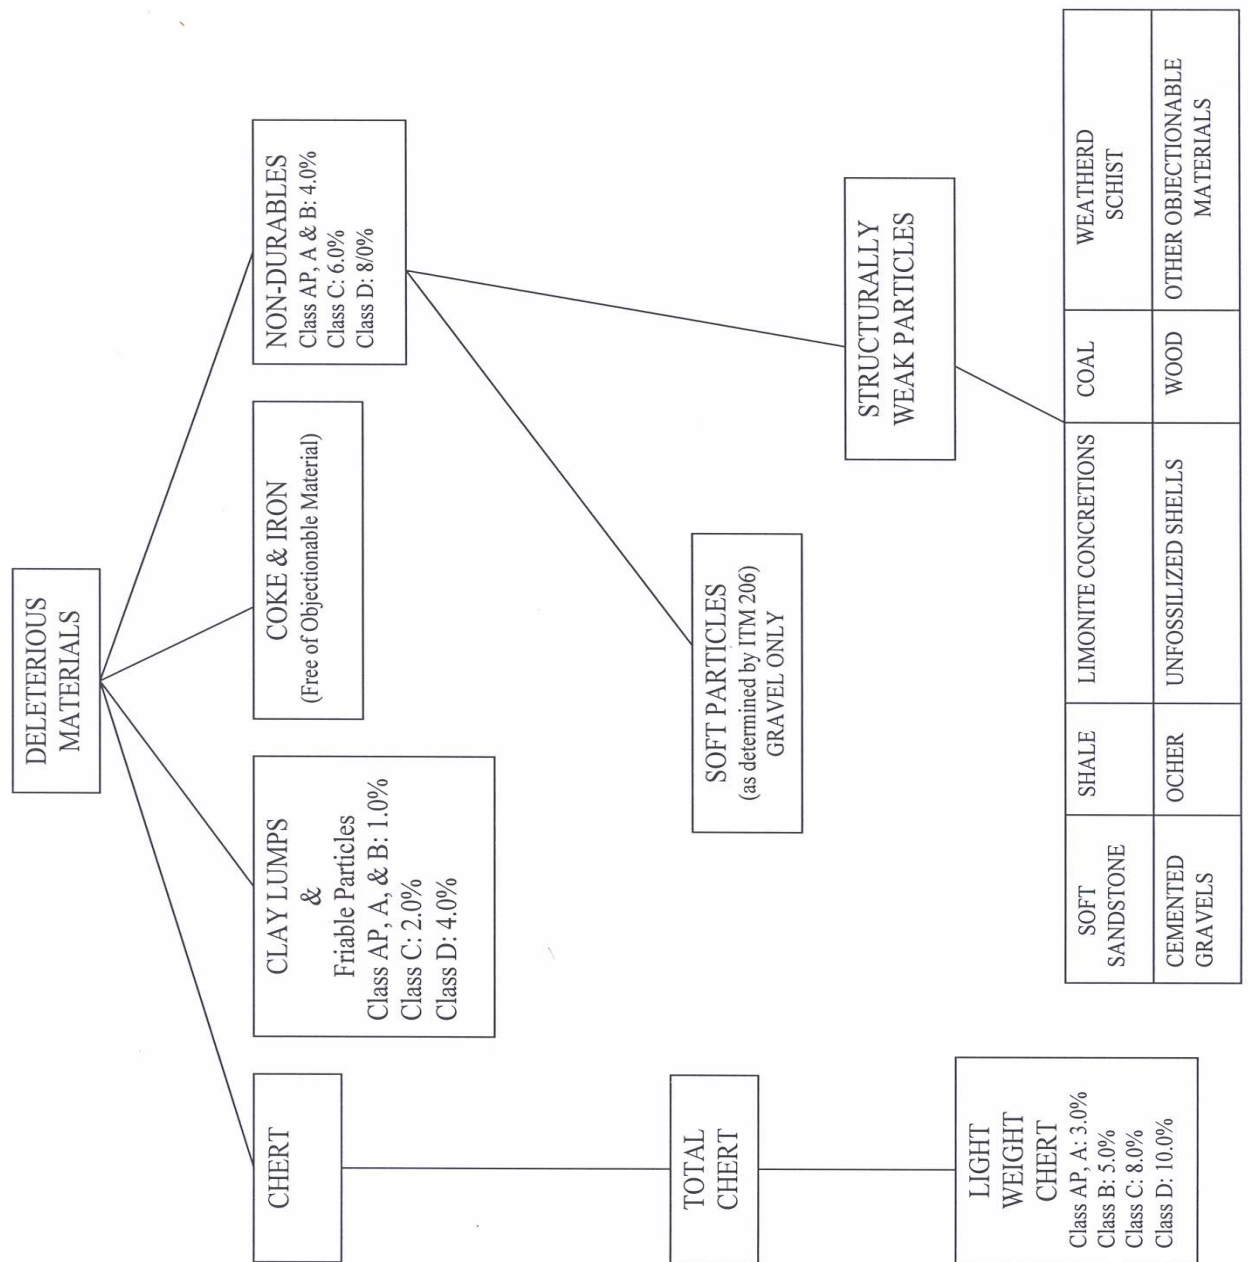 DELETERIOUS
MATERIALS
CHERT
CLAY LUMPS
&
Friable Particles
Class AP, A, & B: 1.0%
Class C: 2.0%
Class D: 4.0%
COKE & IRON
(Free of Objectionable Material)
NON-DURABLES
Class AP, A & B: 4.0%
Class C: 6.0%
Class D: 8/0%
TOTAL
CHERT
SOFT PARTICLES
(as determined by ITM 206)
GRAVEL ONLY
STRUCTURALLY
WEAK PARTICLES
LIGHT
WEIGHT
CHERT
Class AP, A: 3.0%
Class B: 5.0%
Class C: 8.0%
Class D: 10.0%
SOFT
SANDSTONE
SHALE
LIMONITE CONCRETIONS
COAL
WEATHERD
SCHIST
CEMENTED
GRAVELS
OCHER
UNFOSSILIZED SHELLS
WOOD
OTHER OBJECTIONABLE
MATERIALS